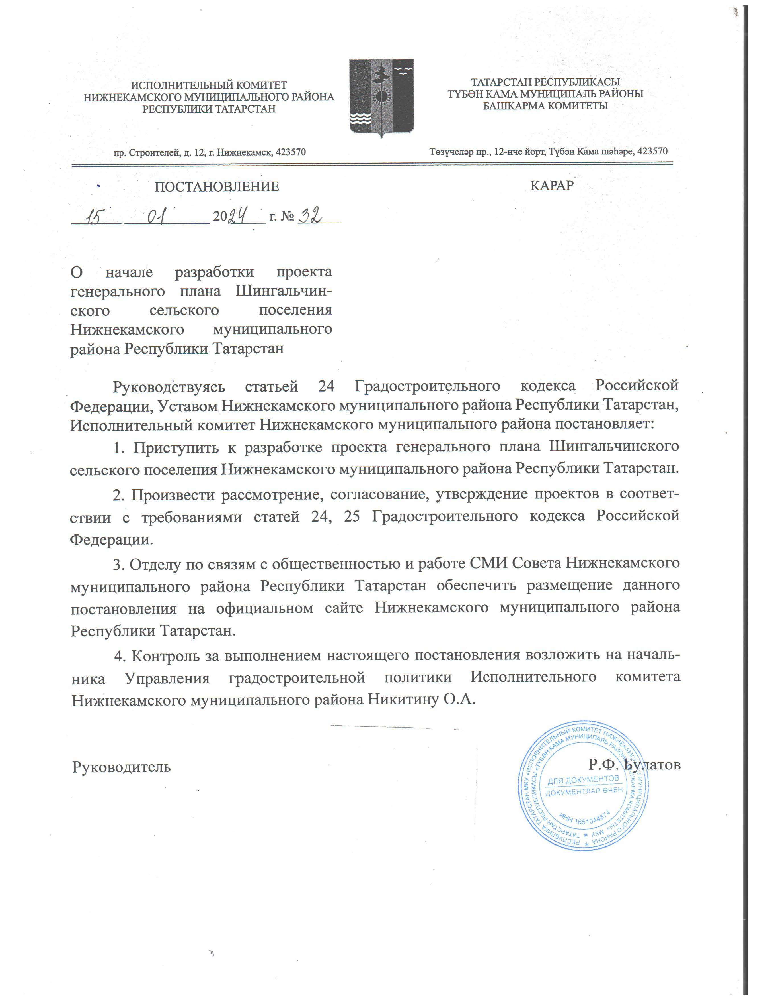 ИСПОЛНИТЕЛЬНЫЙ КОМИТЕТ
НИЖНЕКАМСКОГО МУНИЦИПАЛЬНОГО РАЙОНА
РЕСПУБЛИКИ ТАТАРСТАН
ТАТАРСТАН РЕСПУБЛИКАСЫ
ТҮБӘН КАМА МУНИЦИПАЛЬ РАЙОНЫ
БАШКАРМА КОМИТЕТЫ
пр. Строителей, д. 12, г. Нижнекамск, 423570
Төзүчеләр пр., 12-нче йорт, Түбән Кама шәһәре, 423570
ПОСТАНОВЛЕНИЕ
КАРАР
15 01 2024 г. № 32
О начале разработки проекта
генерального плана Шингальчин-
ского сельского поселения
Нижнекамского муниципального
района Республики Татарстан
Руководствуясь статьей 24 Градостроительного кодекса Российской
Федерации, Уставом Нижнекамского муниципального района Республики Татарстан,
Исполнительный комитет Нижнекамского муниципального района постановляет:
1. Приступить к разработке проекта генерального плана Шингальчинского
сельского поселения Нижнекамского муниципального района Республики Татарстан.
2. Произвести рассмотрение, согласование, утверждение проектов в соответ-
ствии с требованиями статей 24, 25 Градостроительного кодекса Российской
Федерации.
3. Отделу по связям с общественностью и работе СМИ Совета Нижнекамского
муниципального района Республики Татарстан обеспечить размещение данного
постановления на официальном сайте Нижнекамского муниципального района
Республики Татарстан.
4. Контроль за выполнением настоящего постановления возложить на началь-
ника Управления градостроительной политики Исполнительного комитета
Нижнекамского муниципального района Никитину О.А.
Руководитель
Р.Ф. Булатов
РЕСПУБЛИКА ТАТАРСТАН МКУ «ИСПОЛНИТЕЛЬНЫЙ КОМИТЕТ НИЖНЕКАМСКОГО МУНИЦИПАЛЬНОГО РАЙОНА
ТАТАРСТАН РЕСПУБЛИКАСЫ «ТҮБӘН КАМА МУНИЦИПАЛЬ РАЙОНЫ БАШКАРМА КОМИТЕТЫ» МКУ
ДЛЯ ДОКУМЕНТОВ
ДОКУМЕНТЛАР ӨЧЕН
ИНН 1651044874